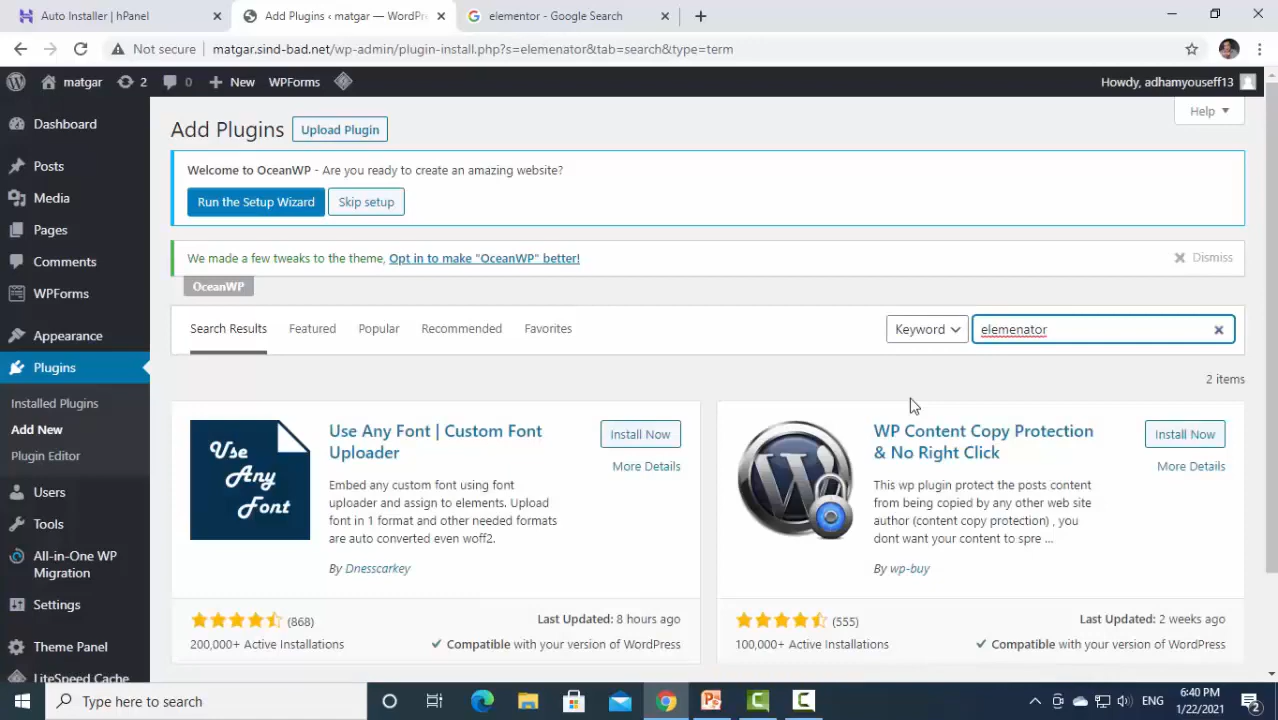 Auto Installer | hPanel
Add Plugins ‹ matgar — WordPre
elementor - Google Search
Not secure
matgar.sind-bad.net/wp-admin/plugin-install.php?s=elemenator&tab=search&type=term
matgar
2
0
New
WPForms
Howdy, adhamyouseff13
Dashboard
Posts
Media
Pages
Comments
WPForms
Appearance
Plugins
Installed Plugins
Add New
Plugin Editor
Users
Tools
All-in-One WP
Migration
Settings
Theme Panel
LiteSpeed Cache
Add Plugins
Upload Plugin
Help
Welcome to OceanWP - Are you ready to create an amazing website?
Run the Setup Wizard
Skip setup
We made a few tweaks to the theme, Opt in to make "OceanWP" better!
Dismiss
OceanWP
Search Results
Featured
Popular
Recommended
Favorites
Keyword
elemenator
2 items
Use
Any
Font
Use Any Font | Custom Font
Uploader
Install Now
More Details
Embed any custom font using font
uploader and assign to elements. Upload
font in 1 format and other needed formats
are auto converted even woff2.
By Dnesscarkey
(868)
Last Updated: 8 hours ago
200,000+ Active Installations
Compatible with your version of WordPress
WP Content Copy Protection
& No Right Click
Install Now
More Details
This wp plugin protect the posts content
from being copied by any other web site
author (content copy protection) , you
dont want your content to spre ...
By wp-buy
(555)
Last Updated: 2 weeks ago
100,000+ Active Installations
Compatible with your version of WordPress
Type here to search
ENG
6:40 PM
1/22/2021
2